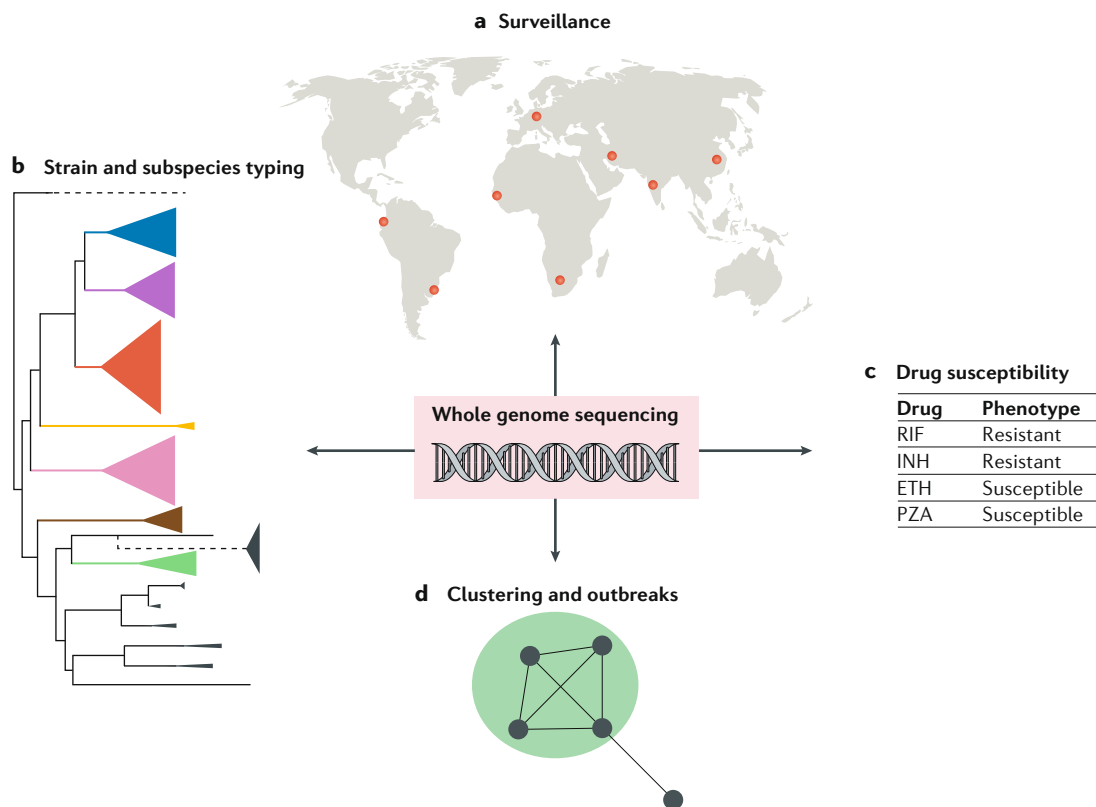 a Surveillance
b Strain and subspecies typing
Whole genome sequencing
c Drug susceptibility
Drug Phenotype
RIF Resistant
INH Resistant
ETH Susceptible
PZA Susceptible
d Clustering and outbreaks